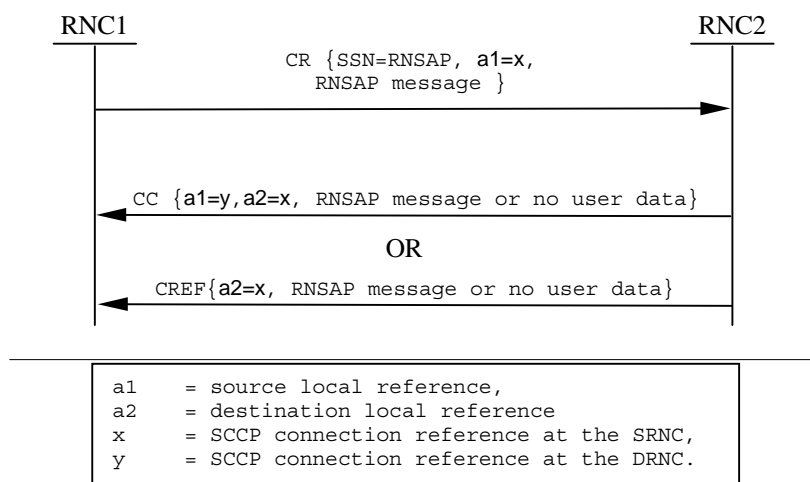 RNC1 RNC2
CR {SSN=RNSAP, a1=x,
RNSAP message }
CC {a1=y,a2=x, RNSAP message or no user data}
OR
CREF{a2=x, RNSAP message or no user data}
a1 = source local reference,
a2 = destination local reference
x = SCCP connection reference at the SRNC,
y = SCCP connection reference at the DRNC.